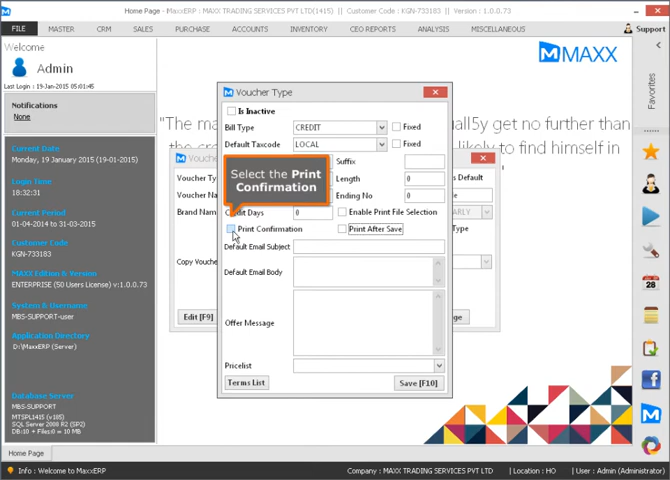 Home Page - MaxxERP : MAXX TRADING SERVICES PVT LTD(1415) | Customer Code : KGN-733183 | Version : 1.0.0.73
FILE MASTER CRM SALES PURCHASE ACCOUNTS INVENTORY CEO REPORTS ANALYSIS MISCELLANEOUS Support
Welcome
Admin
Last Login : 19-Jan-2015 05:01:45
Notifications
None
Current Date
Monday, 19 January 2015 (19-01-2015)
Login Time
18:32:31
Current Period
01-04-2014 to 31-03-2015
Customer Code
KGN-733183
MAXX Edition & Version
ENTERPRISE (50 Users License) v:1.0.0.73
System Name & User
MBS-SUPPORT-user
Application Directory
D:\MaxxERP (Server)
Database Server
MBS-SUPPORT
MTSPL1415 (v185)
SQL Server 2008 R2 (SP2)
DB:10 + Files:0 = 10 MB
MAXX
"The ma
ual5y get no further than
the c
likely to find himself in
Favorites
28
Vouch
Voucher Ty
Voucher Na
Brand Nam
Copy Vouche
Edit [F9]
s Default
ARLY
Type
ge
Voucher Type
Is Inactive
Bill Type CREDIT Fixed
Default Taxcode LOCAL Fixed
Suffix
Length 0
Ending No 0
Select the Print
Confirmation
Credit Days 0 Enable Print File Selection
Print Confirmation Print After Save
Default Email Subject
Default Email Body
Offer Message
Pricelist
Terms List Save [F10]
Home Page
Info : Welcome to MaxxERP Company : MAXX TRADING SERVICES PVT LTD | Location : HO | User : Admin (Administrator)